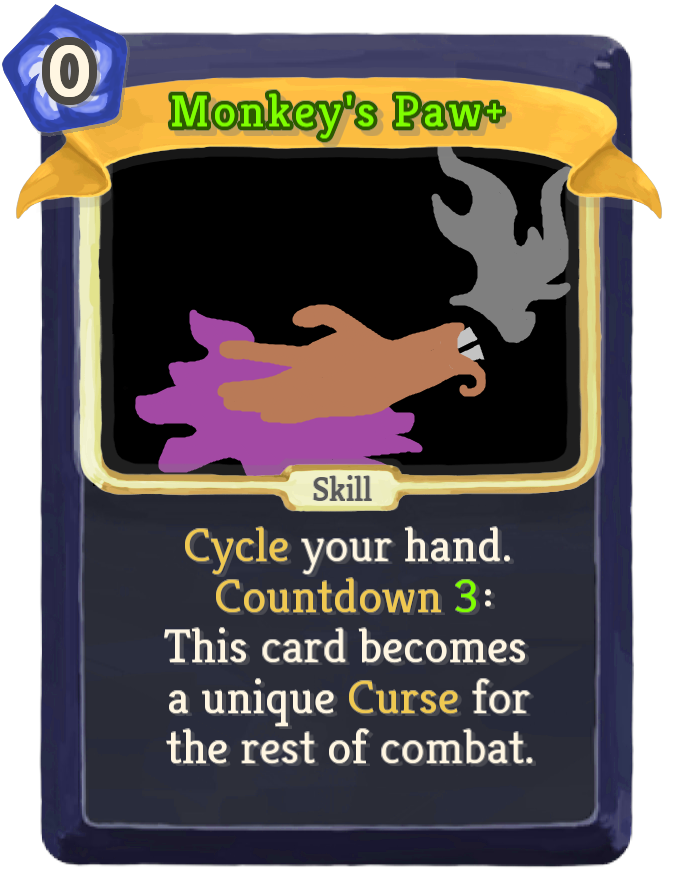 0
Monkey's Paw+
Skill
Cycle your hand.
Countdown 3:
This card becomes
a unique Curse for
the rest of combat.